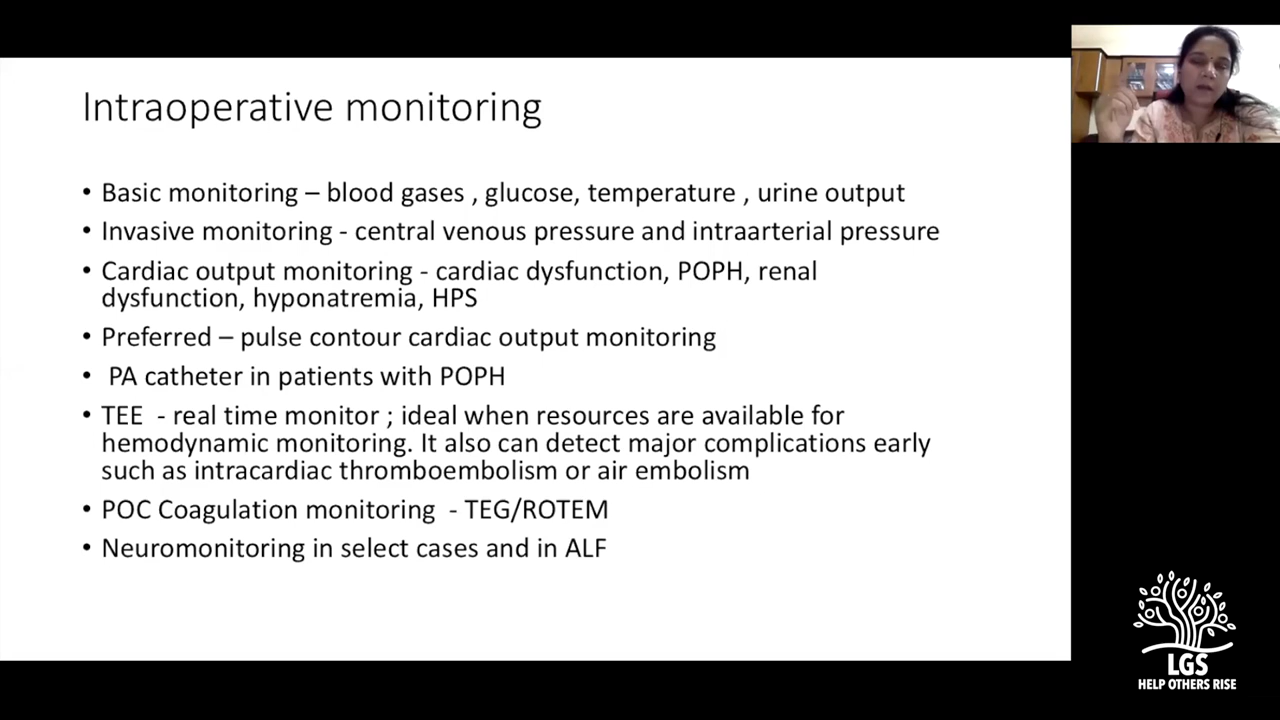 Intraoperative monitoring
• Basic monitoring – blood gases , glucose, temperature , urine output
• Invasive monitoring - central venous pressure and intraarterial pressure
• Cardiac output monitoring - cardiac dysfunction, POPH, renal
dysfunction, hyponatremia, HPS
• Preferred – pulse contour cardiac output monitoring
• PA catheter in patients with POPH
• TEE - real time monitor ; ideal when resources are available for
hemodynamic monitoring. It also can detect major complications early
such as intracardiac thromboembolism or air embolism
• POC Coagulation monitoring - TEG/ROTEM
• Neuromonitoring in select cases and in ALF
LGS
HELP OTHERS RISE